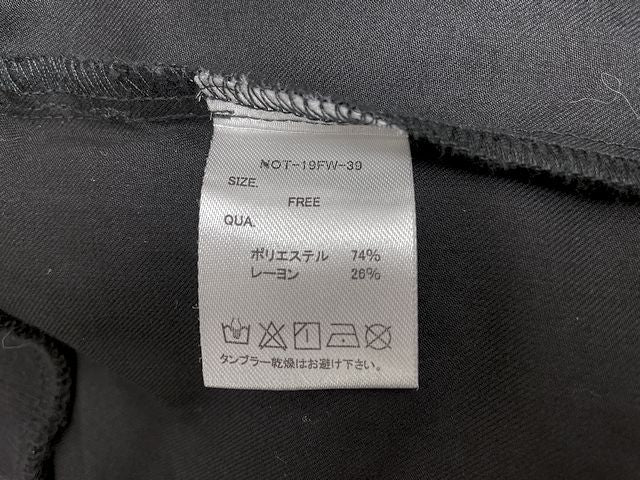 NOT-19FW-39
SIZE.
FREE
QUA.
ポリエステル 74%
レーヨン 26%
タンブラー乾燥はお避け下さい。